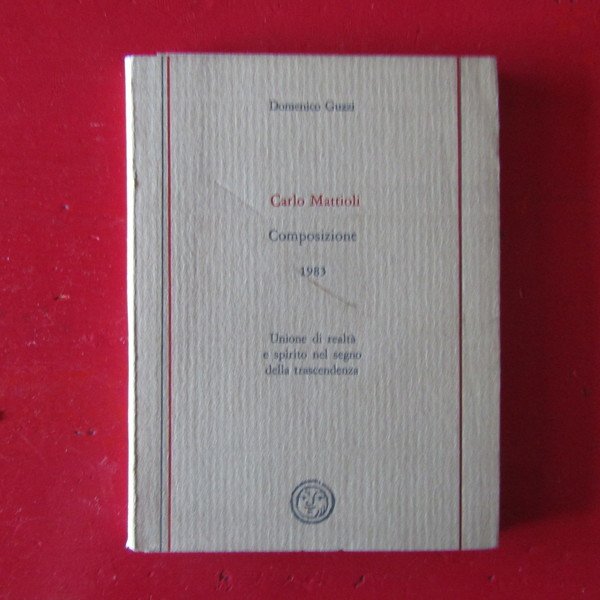 Domenico Guzzi
Carlo Mattioli
Composizione
1983
Unione di realtà
e spirito nel segno
della trascendenza